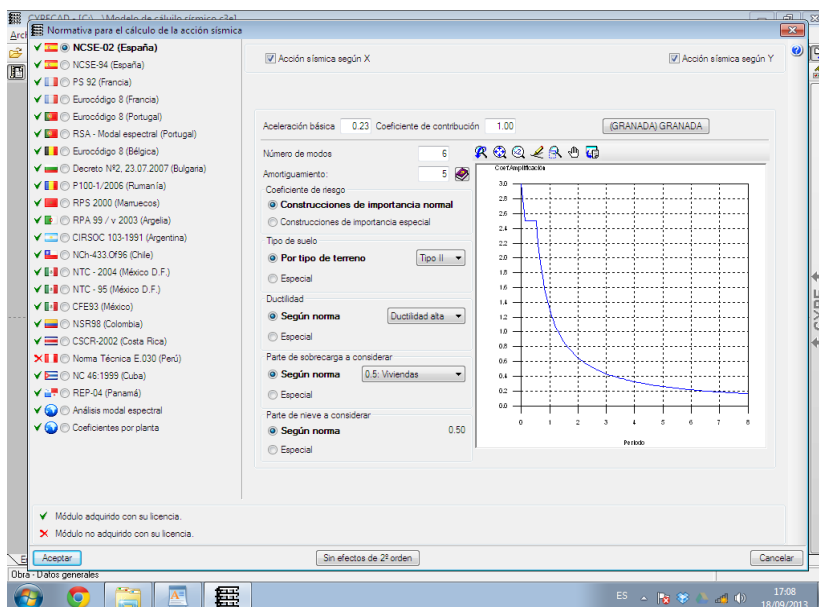 CYPECAD - [C:\...\Modelo de cálculo sísmico.c3e]
Normativa para el cálculo de la acción sísmica
NCSE-02 (España)
NCSE-94 (España)
PS 92 (Francia)
Eurocódigo 8 (Francia)
Eurocódigo 8 (Portugal)
RSA - Modal espectral (Portugal)
Eurocódigo 8 (Bélgica)
Decreto Nº2, 23.07.2007 (Bulgaria)
P100-1/2006 (Rumanía)
RPS 2000 (Marruecos)
RPA 99 / v 2003 (Argelia)
CIRSOC 103-1991 (Argentina)
NCh-433.Of96 (Chile)
NTC - 2004 (México D.F.)
NTC - 95 (México D.F.)
CFE93 (México)
NSR98 (Colombia)
CSCR-2002 (Costa Rica)
Norma Técnica E.030 (Perú)
NC 46:1999 (Cuba)
REP-04 (Panamá)
Análisis modal espectral
Coeficientes por planta
Acción sísmica según X
Acción sísmica según Y
Aceleración básica 0.23 Coeficiente de contribución 1.00 (GRANADA) GRANADA
Número de modos 6
Amortiguamiento: 5
Coeficiente de riesgo
Construcciones de importancia normal
Construcciones de importancia especial
Tipo de suelo
Por tipo de terreno Tipo II
Especial
Ductilidad
Según norma Ductilidad alta
Especial
Parte de sobrecarga a considerar
Según norma 0.5: Viviendas
Especial
Parte de nieve a considerar
Según norma 0.50
Especial
Coef.Amplificación
3.0
2.8
2.6
2.4
2.2
2.0
1.8
1.6
1.4
1.2
1.0
0.8
0.6
0.4
0.2
0.0
0 1 2 3 4 5 6 7 8
Periodo
CYPE
Módulo adquirido con su licencia.
Módulo no adquirido con su licencia.
Aceptar Sin efectos de 2º orden Cancelar
Obra - Datos generales
ES 17:08
18/09/2013